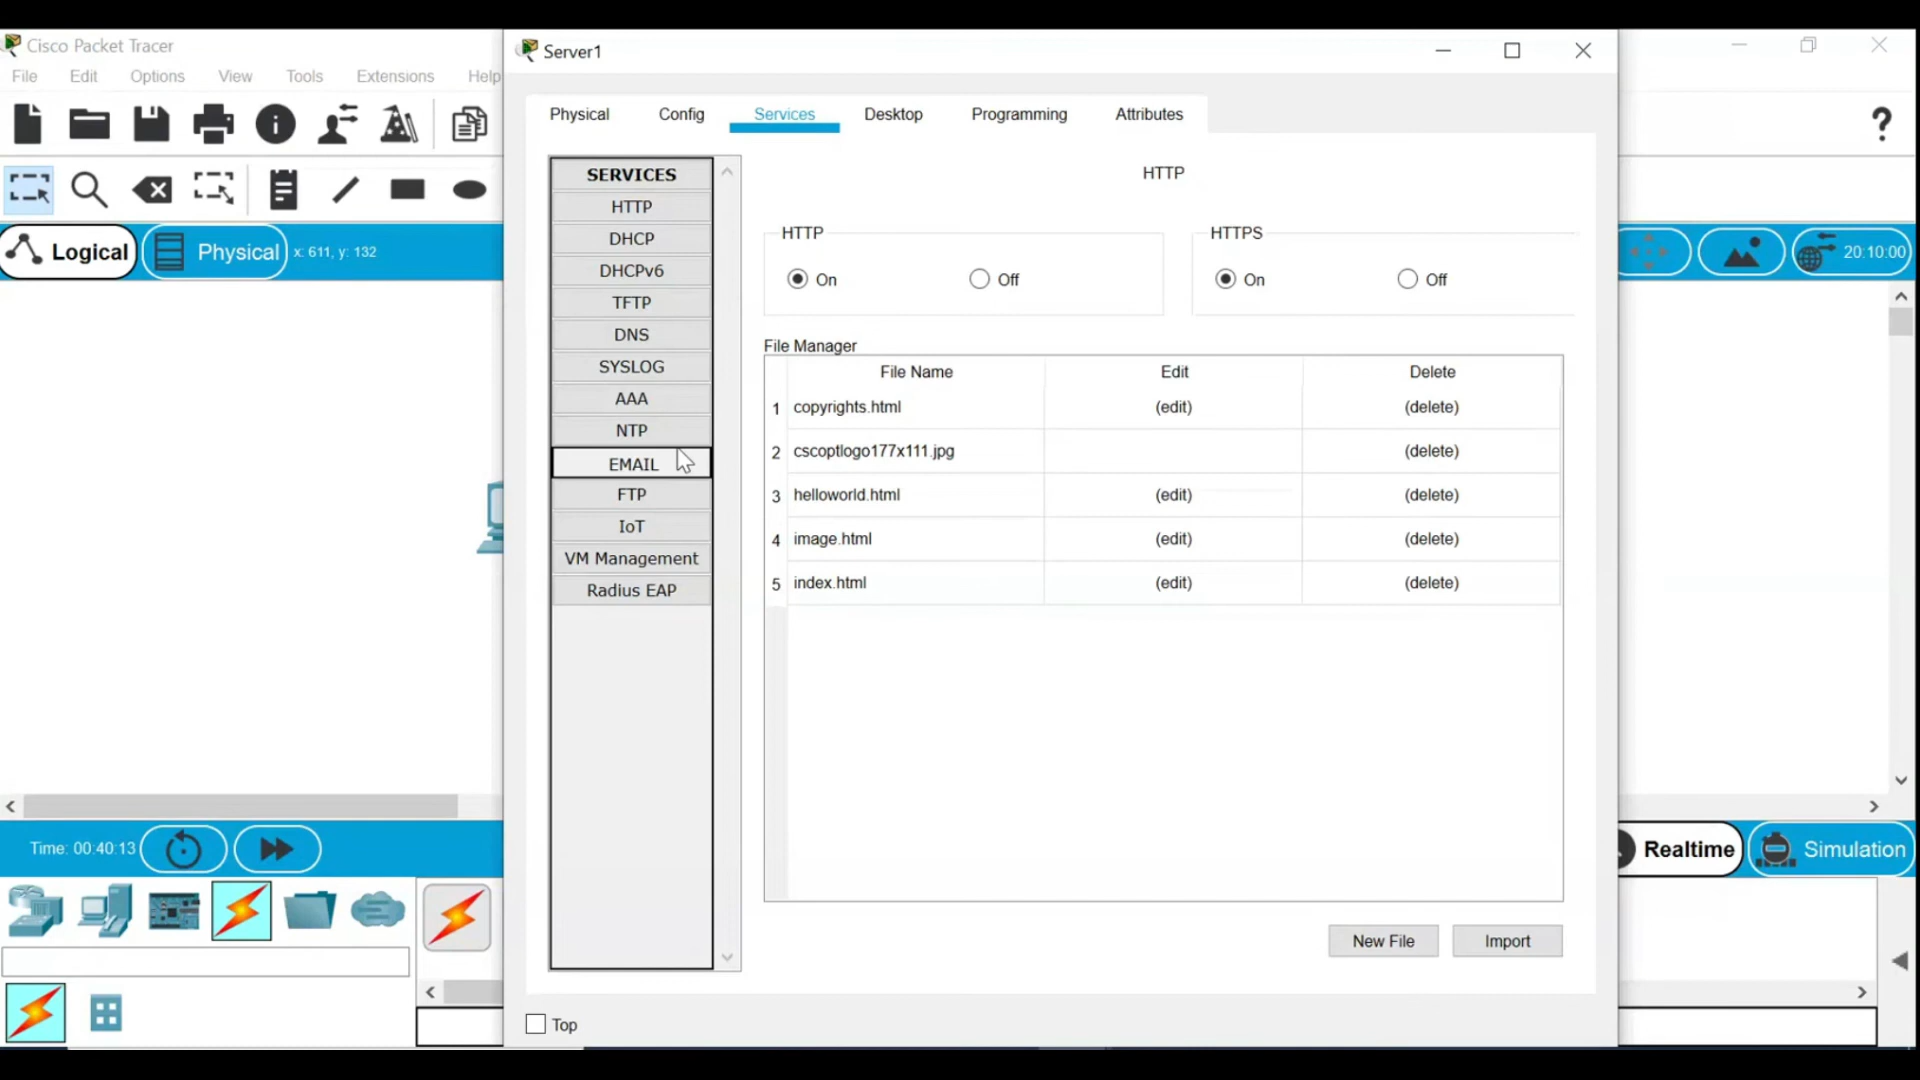 Cisco Packet Tracer
File Edit Options View Tools Extensions Help
Logical
Physical
x: 611, y: 132
20:10:00
Server1
Physical Config Services Desktop Programming Attributes
SERVICES
HTTP
DHCP
DHCPv6
TFTP
DNS
SYSLOG
AAA
NTP
EMAIL
FTP
IoT
VM Management
Radius EAP
HTTP
HTTP
On Off
HTTPS
On Off
File Manager
File Name Edit Delete
1 copyrights.html (edit) (delete)
2 cscoptlogo177x111.jpg (delete)
3 helloworld.html (edit) (delete)
4 image.html (edit) (delete)
5 index.html (edit) (delete)
New File Import
Top
Time: 00:40:13
Realtime
Simulation